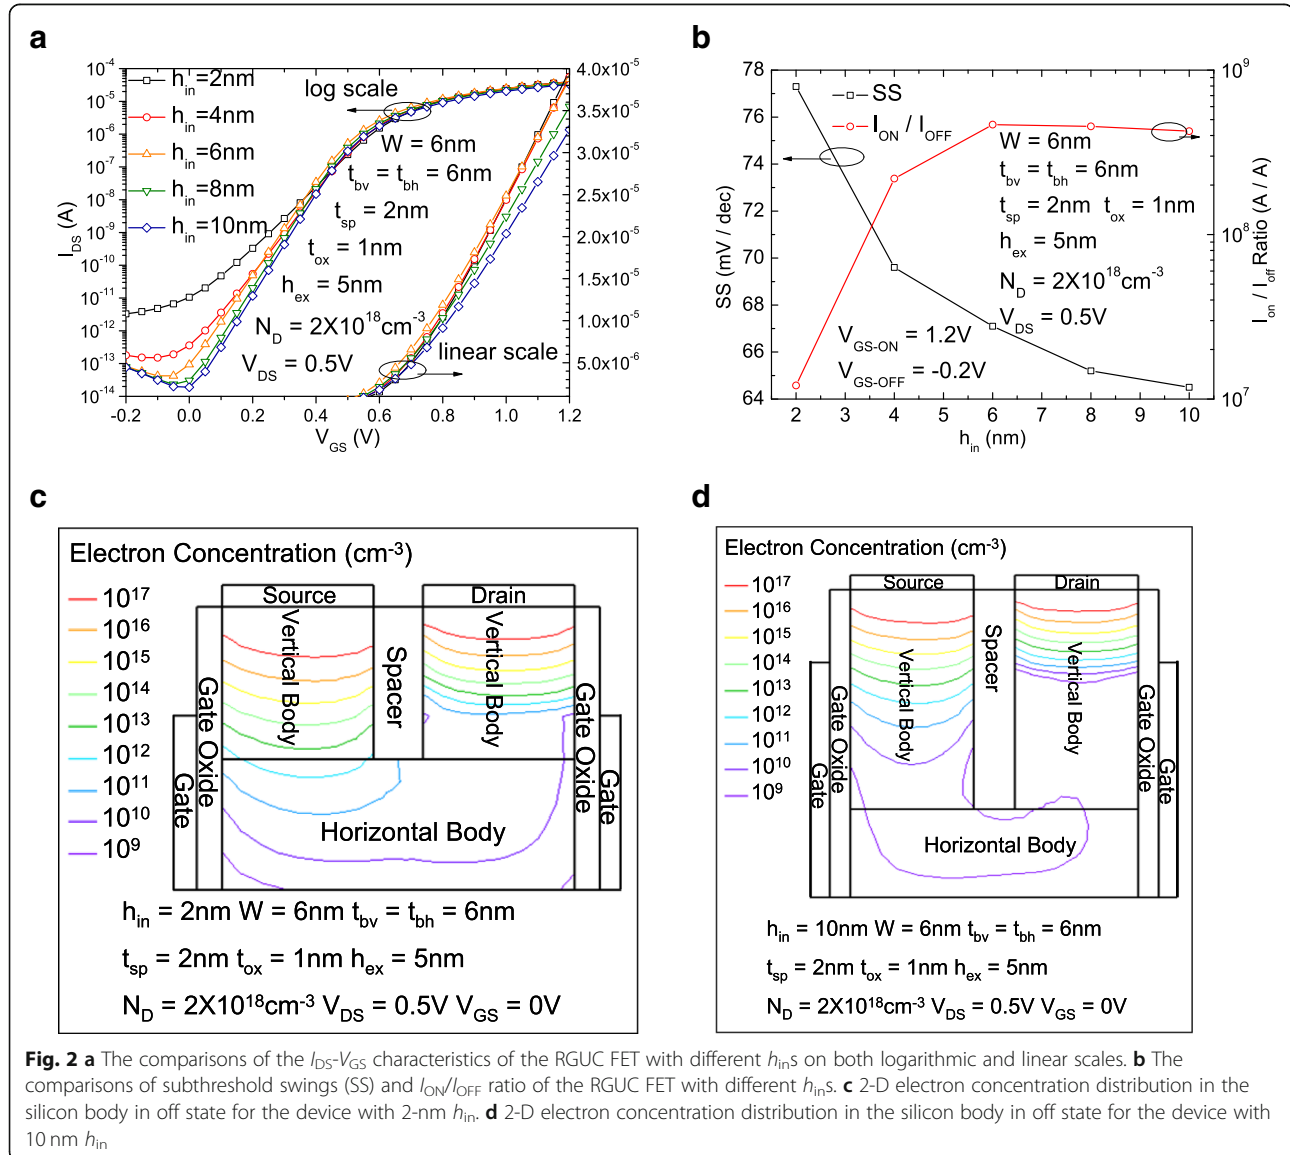 a
10⁻⁴
10⁻⁵
10⁻⁶
10⁻⁷
10⁻⁸
10⁻⁹
10⁻¹⁰
10⁻¹¹
10⁻¹²
10⁻¹³
10⁻¹⁴
I_DS (A)
h_in=2nm
h_in=4nm
h_in=6nm
h_in=8nm
h_in=10nm
log scale
W = 6nm
t_bv = t_bh = 6nm
t_sp = 2nm
t_ox = 1nm
h_ex = 5nm
N_D = 2X10¹⁸cm⁻³
V_DS = 0.5V
linear scale
4.0x10⁻⁵
3.5x10⁻⁵
3.0x10⁻⁵
2.5x10⁻⁵
2.0x10⁻⁵
1.5x10⁻⁵
1.0x10⁻⁵
5.0x10⁻⁶
-0.2 0.0 0.2 0.4 0.6 0.8 1.0 1.2
V_GS (V)
b
78
76
74
72
70
68
66
64
SS (mV / dec)
SS
I_ON / I_OFF
W = 6nm
t_bv = t_bh = 6nm
t_sp = 2nm t_ox = 1nm
h_ex = 5nm
N_D = 2X10¹⁸cm⁻³
V_DS = 0.5V
V_GS-ON = 1.2V
V_GS-OFF = -0.2V
10⁹
10⁸
10⁷
I_on / I_off Ratio (A / A)
2 3 4 5 6 7 8 9 10
h_in (nm)
c
Electron Concentration (cm⁻³)
10¹⁷
10¹⁶
10¹⁵
10¹⁴
10¹³
10¹²
10¹¹
10¹⁰
10⁹
Source
Drain
Vertical Body
Spacer
Vertical Body
Gate Oxide
Gate
Gate Oxide
Gate
Horizontal Body
h_in = 2nm W = 6nm t_bv = t_bh = 6nm
t_sp = 2nm t_ox = 1nm h_ex = 5nm
N_D = 2X10¹⁸cm⁻³ V_DS = 0.5V V_GS = 0V
d
Electron Concentration (cm⁻³)
10¹⁷
10¹⁶
10¹⁵
10¹⁴
10¹³
10¹²
10¹¹
10¹⁰
10⁹
Source
Drain
Vertical Body
Spacer
Vertical Body
Gate Oxide
Gate
Gate Oxide
Gate
Horizontal Body
h_in = 10nm W = 6nm t_bv = t_bh = 6nm
t_sp = 2nm t_ox = 1nm h_ex = 5nm
N_D = 2X10¹⁸cm⁻³ V_DS = 0.5V V_GS = 0V
Fig. 2 a The comparisons of the I_DS-V_GS characteristics of the RGUC FET with different h_ins on both logarithmic and linear scales. b The
comparisons of subthreshold swings (SS) and I_ON/I_OFF ratio of the RGUC FET with different h_ins. c 2-D electron concentration distribution in the
silicon body in off state for the device with 2-nm h_in. d 2-D electron concentration distribution in the silicon body in off state for the device with
10 nm h_in